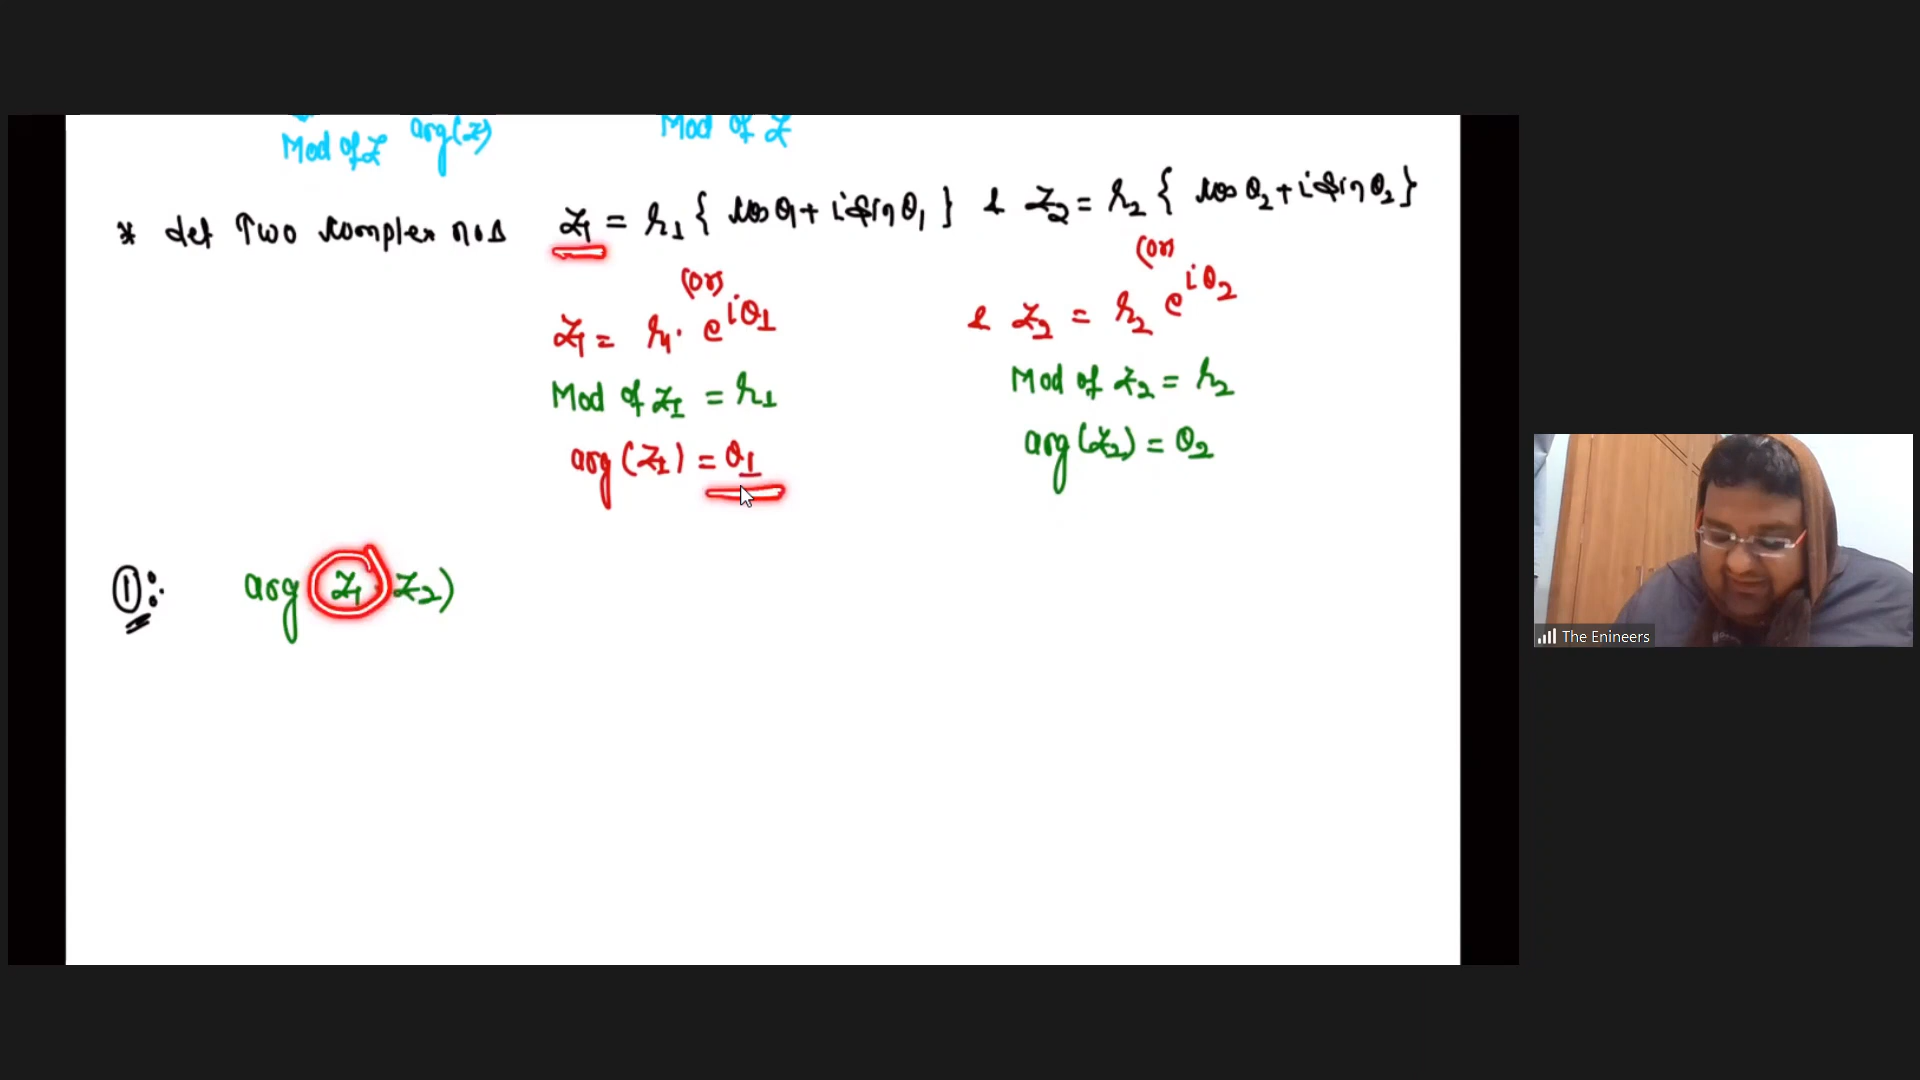 Mod of Z arg(z) Mod of Z
* Let Two complex nos Z1 = r1 { cos θ1 + i sin θ1 } & Z2 = r2 { cos θ2 + i sin θ2 }
(or) (or)
Z1 = r1 . e^iθ1 & Z2 = r2 e^iθ2
Mod of Z1 = r1 Mod of Z2 = r2
arg (Z1) = θ1 arg (Z2) = θ2
①: arg (Z1 Z2)
The Enineers